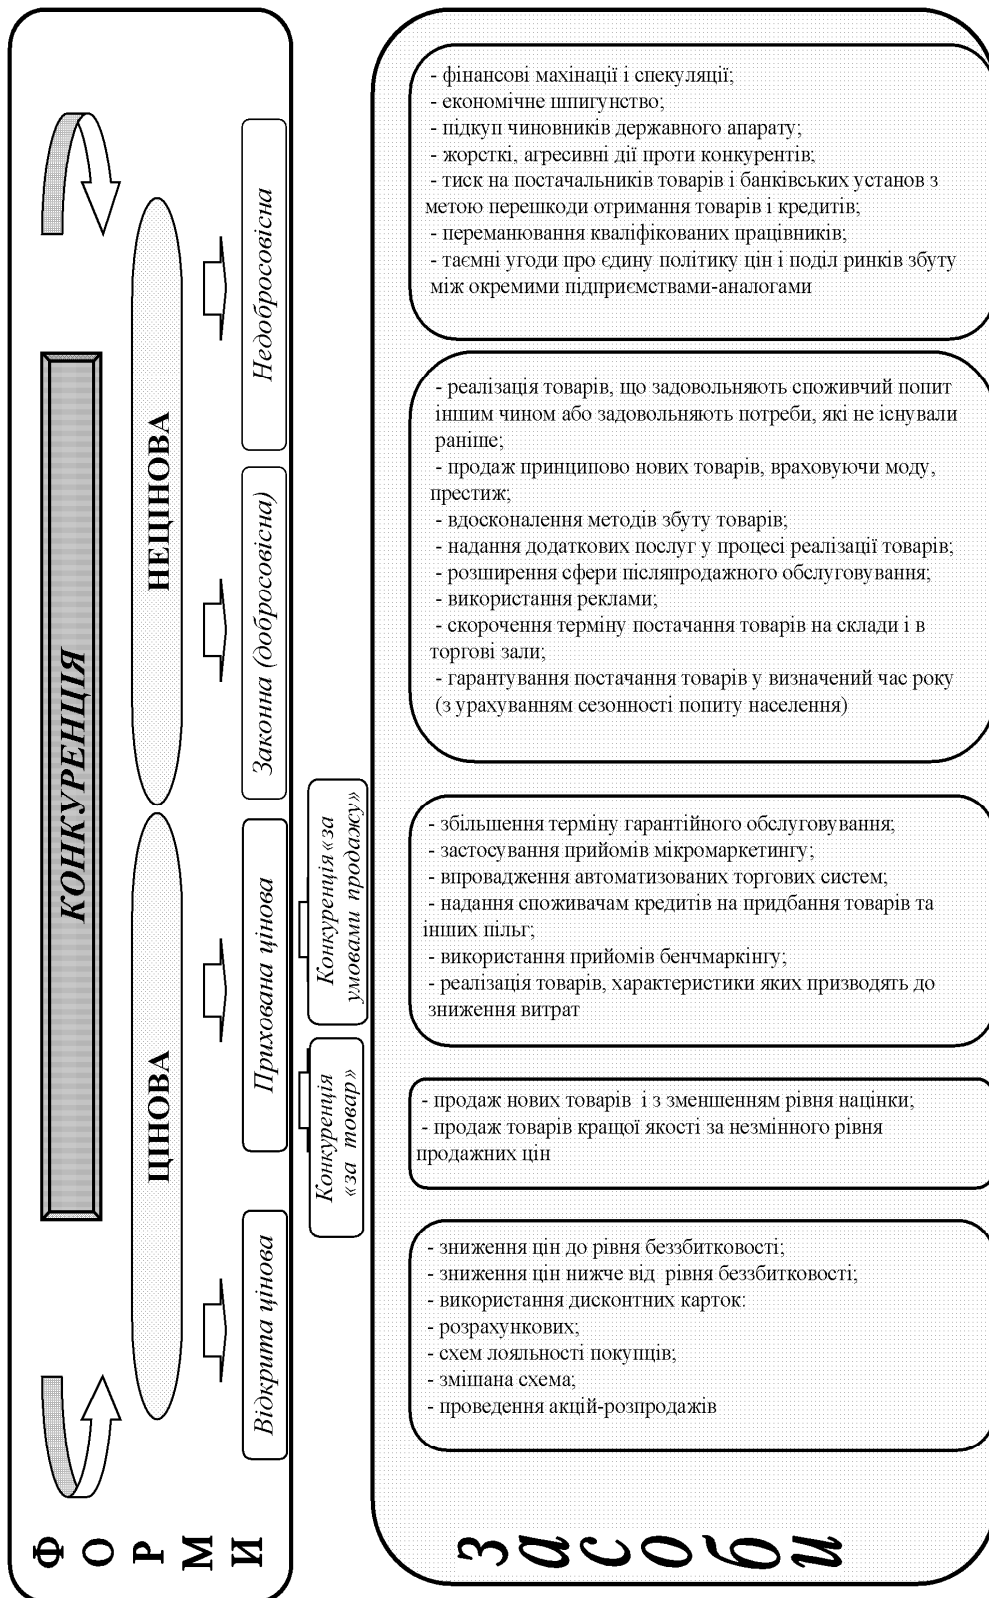 ФОРМИ
КОНКУРЕНЦІЯ
ЦІНОВА
НЕЦІНОВА
Відкрита цінова
Прихована цінова
Законна (добросовісна)
Недобросовісна
Конкуренція
«за товар»
Конкуренція «за
умовами продажу»
засоби
- фінансові махінації і спекуляції;
- економічне шпигунство;
- підкуп чиновників державного апарату;
- жорсткі, агресивні дії проти конкурентів;
- тиск на постачальників товарів і банківських установ з
метою перешкоди отримання товарів і кредитів;
- переманювання кваліфікованих працівників;
- таємні угоди про єдину політику цін і поділ ринків збуту
між окремими підприємствами-аналогами
- реалізація товарів, що задовольняють споживчий попит
іншим чином або задовольняють потреби, які не існували
раніше;
- продаж принципово нових товарів, враховуючи моду,
престиж;
- вдосконалення методів збуту товарів;
- надання додаткових послуг у процесі реалізації товарів;
- розширення сфери післяпродажного обслуговування;
- використання реклами;
- скорочення терміну постачання товарів на склади і в
торгові зали;
- гарантування постачання товарів у визначений час року
(з урахуванням сезонності попиту населення)
- збільшення терміну гарантійного обслуговування;
- застосування прийомів мікромаркетингу;
- впровадження автоматизованих торгових систем;
- надання споживачам кредитів на придбання товарів та
інших пільг;
- використання прийомів бенчмаркінгу;
- реалізація товарів, характеристики яких призводять до
зниження витрат
- продаж нових товарів і з зменшенням рівня націнки;
- продаж товарів кращої якості за незмінного рівня
продажних цін
- зниження цін до рівня беззбитковості;
- зниження цін нижче від рівня беззбитковості;
- використання дисконтних карток:
- розрахункових;
- схем лояльності покупців;
- змішана схема;
- проведення акцій-розпродажів